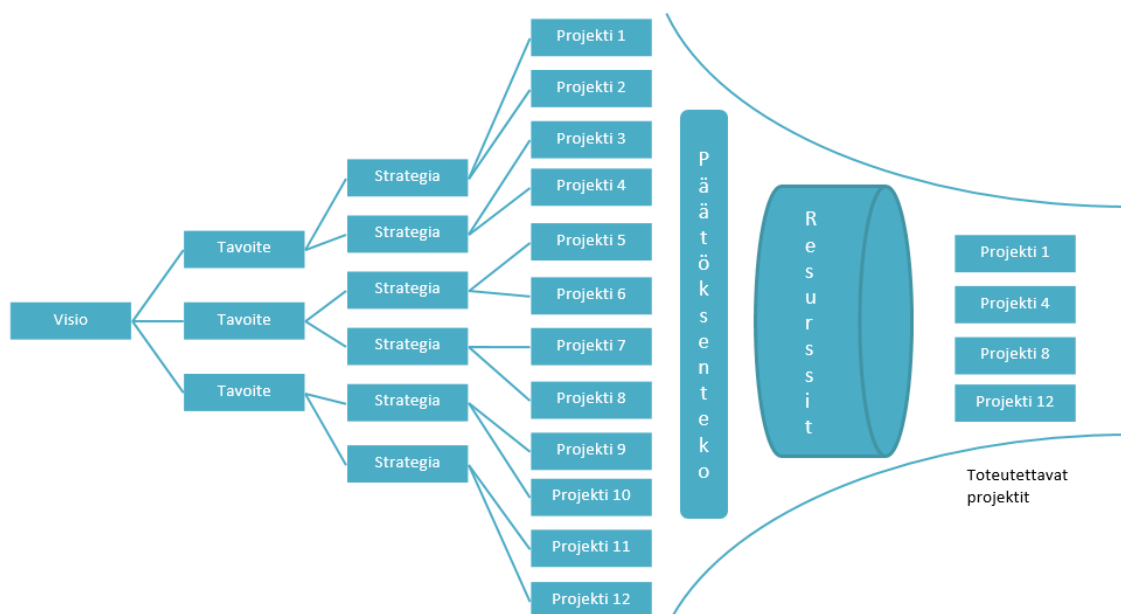 Visio
Tavoite
Tavoite
Tavoite
Strategia
Strategia
Strategia
Strategia
Strategia
Strategia
Projekti 1
Projekti 2
Projekti 3
Projekti 4
Projekti 5
Projekti 6
Projekti 7
Projekti 8
Projekti 9
Projekti 10
Projekti 11
Projekti 12
Päätöksenteko
Resurssit
Projekti 1
Projekti 4
Projekti 8
Projekti 12
Toteutettavat
projektit